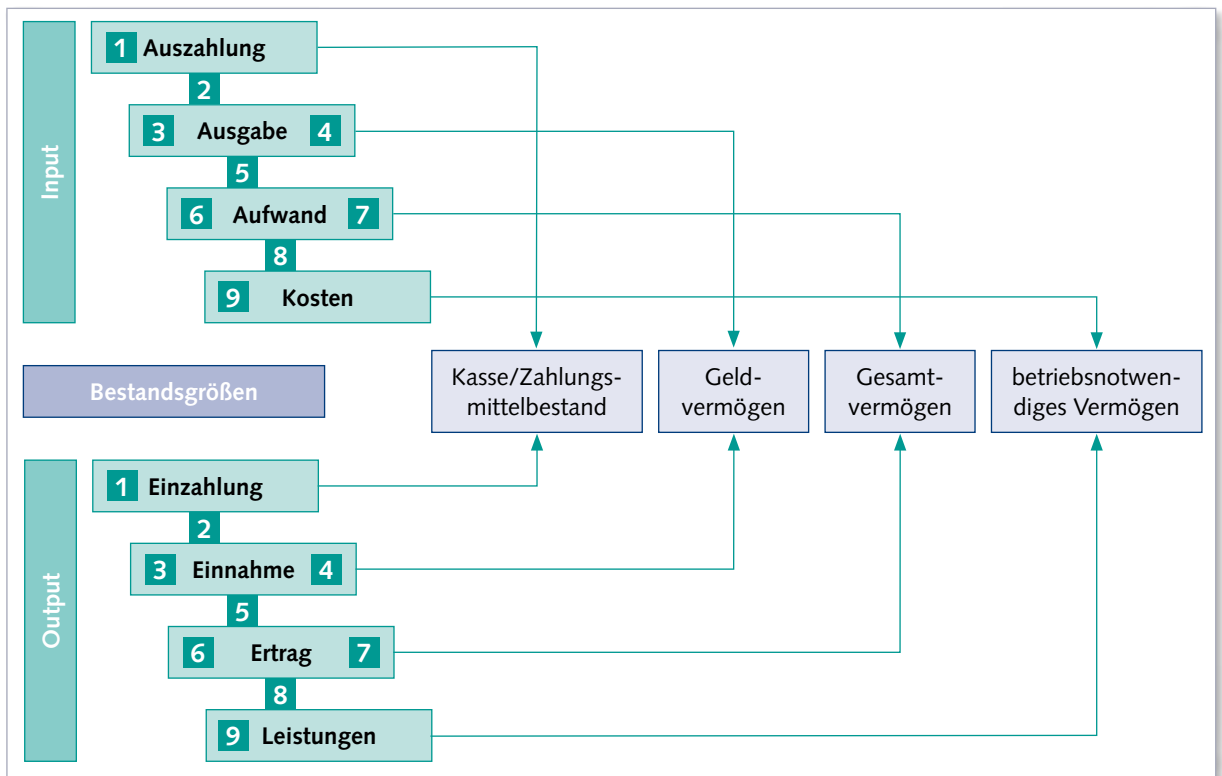 Input
1 Auszahlung
2
3 Ausgabe 4
5
6 Aufwand 7
8
9 Kosten
Bestandsgrößen
Kasse/Zahlungs-
mittelbestand
Geld-
vermögen
Gesamt-
vermögen
betriebsnotwen-
diges Vermögen
Output
1 Einzahlung
2
3 Einnahme 4
5
6 Ertrag 7
8
9 Leistungen